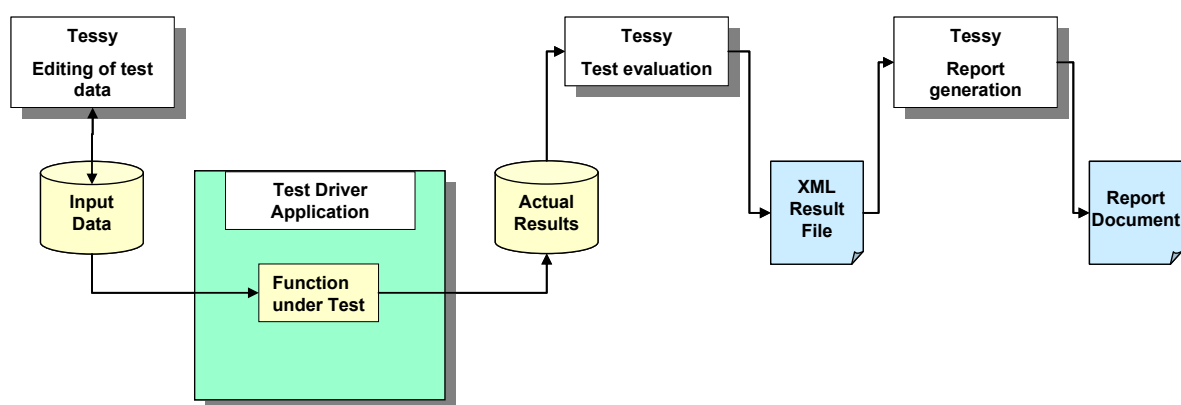 Tessy
Editing of test
data
Input
Data
Test Driver
Application
Function
under Test
Actual
Results
Tessy
Test evaluation
XML
Result
File
Tessy
Report
generation
Report
Document